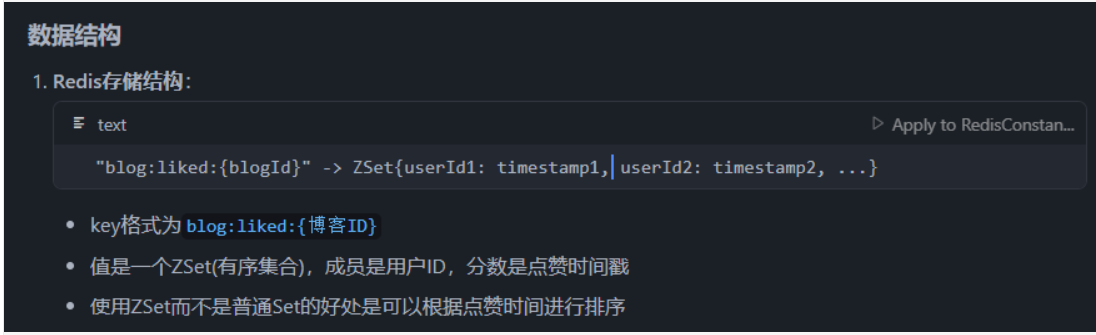 数据结构
1. Redis存储结构：
text
Apply to RedisConstan...
"blog:liked:{blogId}" -> ZSet{userId1: timestamp1, userId2: timestamp2, ...}
key格式为 blog:liked:{博客ID}
值是一个ZSet(有序集合)，成员是用户ID，分数是点赞时间戳
使用ZSet而不是普通Set的好处是可以根据点赞时间进行排序